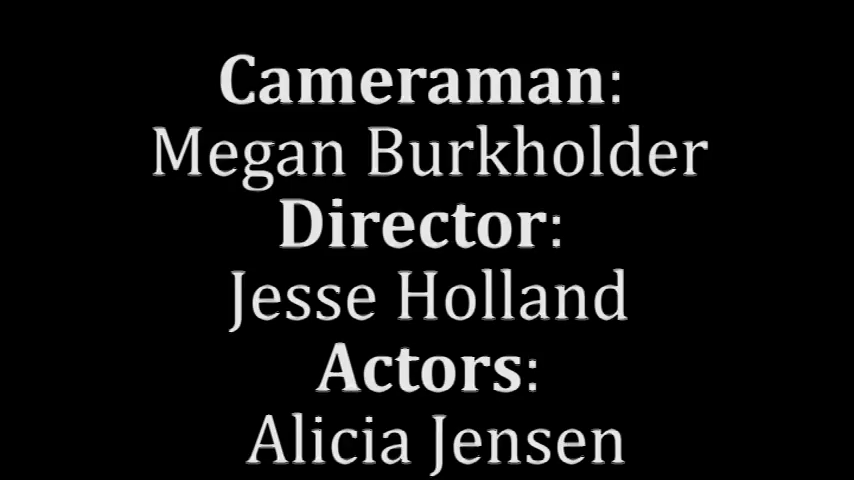 Cameraman:
Megan Burkholder
Director:
Jesse Holland
Actors:
Alicia Jensen